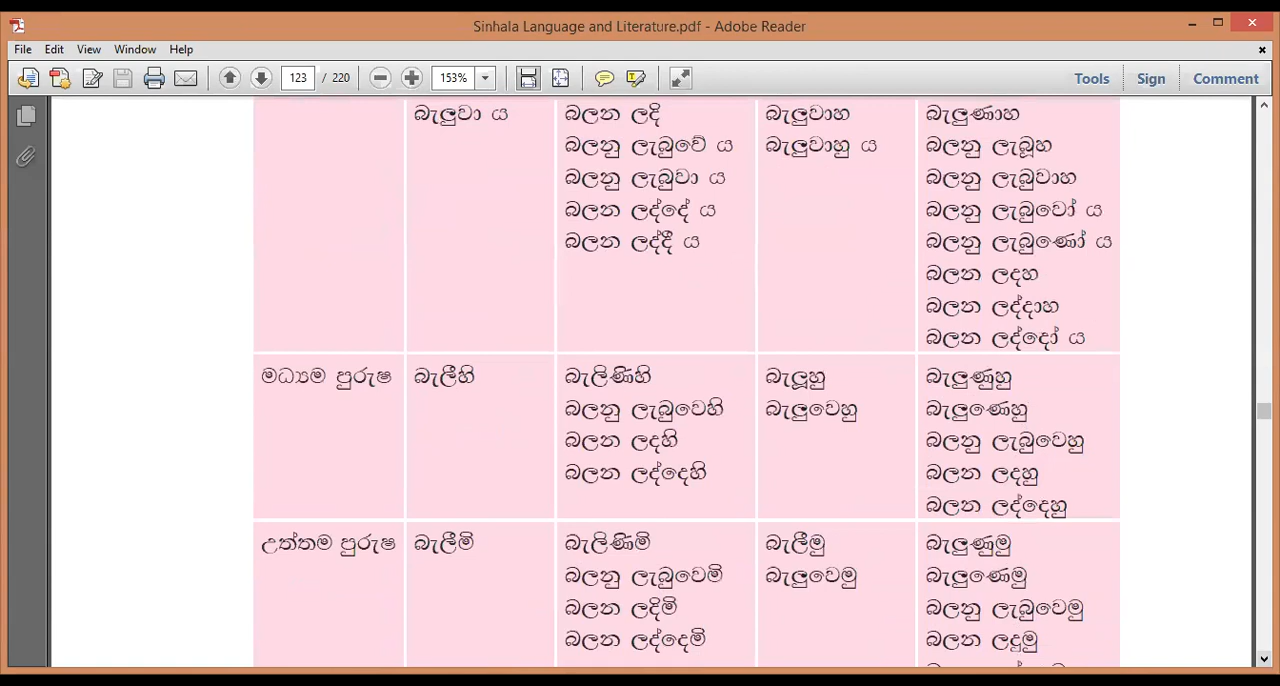 Sinhala Language and Literature.pdf - Adobe Reader
File Edit View Window Help
123 / 220 153% Tools Sign Comment
බැලුවා ය බලන ලදි බැලුවාහ බැලුණාහ
බලනු ලැබුවේ ය බැලුවාහු ය බලනු ලැබූහ
බලනු ලැබුවා ය බලනු ලැබුවාහ
බලන ලද්දේ ය බලනු ලැබුවෝ ය
බලන ලද්දී ය බලනු ලැබුණෝ ය
බලන ලදහ
බලන ලද්දාහ
බලන ලද්දෝ ය
මධ්‍යම පුරුෂ බැලීහි බැලිණිහි බැලූහු බැලුණුහු
බලනු ලැබුවෙහි බැලුවෙහු බැලුණෙහු
බලන ලදහි බලනු ලැබුවෙහු
බලන ලද්දෙහි බලන ලදහු
බලන ලද්දෙහු
උත්තම පුරුෂ බැලීමි බැලිණිමි බැලීමු බැලුණුමු
බලනු ලැබුවෙමි බැලුවෙමු බැලුණෙමු
බලන ලදිමි බලනු ලැබුවෙමු
බලන ලද්දෙමි බලන ලදුමු